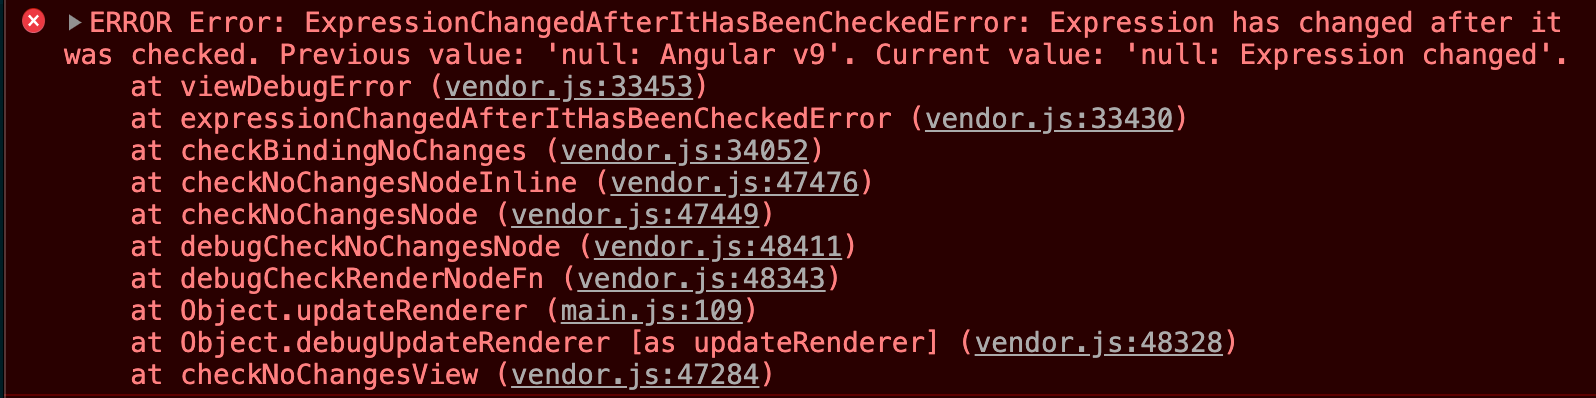 ERROR Error: ExpressionChangedAfterItHasBeenCheckedError: Expression has changed after it
was checked. Previous value: 'null: Angular v9'. Current value: 'null: Expression changed'.
at viewDebugError (vendor.js:33453)
at expressionChangedAfterItHasBeenCheckedError (vendor.js:33430)
at checkBindingNoChanges (vendor.js:34052)
at checkNoChangesNodeInline (vendor.js:47476)
at checkNoChangesNode (vendor.js:47449)
at debugCheckNoChangesNode (vendor.js:48411)
at debugCheckRenderNodeFn (vendor.js:48343)
at Object.updateRenderer (main.js:109)
at Object.debugUpdateRenderer [as updateRenderer] (vendor.js:48328)
at checkNoChangesView (vendor.js:47284)